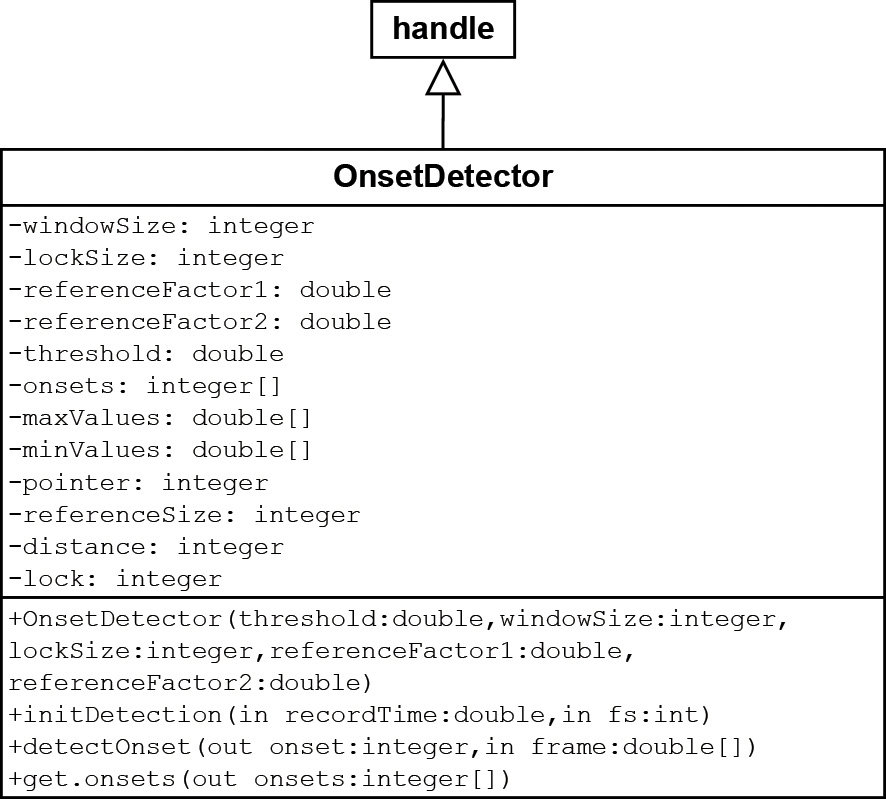 handle
OnsetDetector
-windowSize: integer
-lockSize: integer
-referenceFactor1: double
-referenceFactor2: double
-threshold: double
-onsets: integer[]
-maxValues: double[]
-minValues: double[]
-pointer: integer
-referenceSize: integer
-distance: integer
-lock: integer
+OnsetDetector(threshold:double,windowSize:integer,
lockSize:integer,referenceFactor1:double,
referenceFactor2:double)
+initDetection(in recordTime:double,in fs:int)
+detectOnset(out onset:integer,in frame:double[])
+get.onsets(out onsets:integer[])